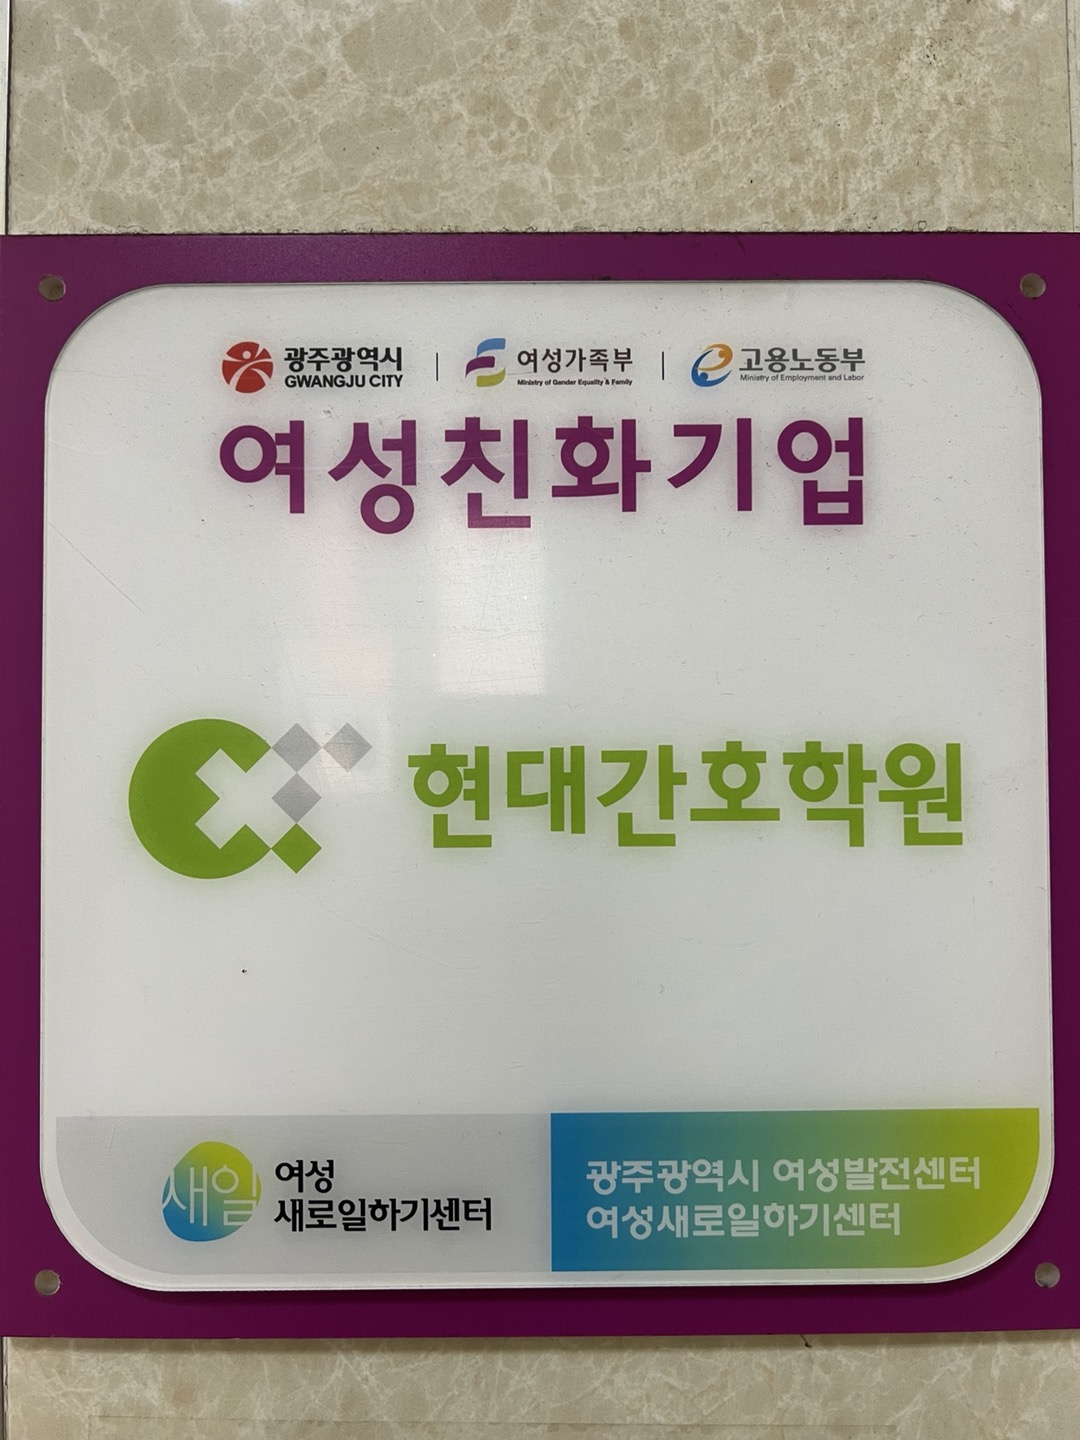 광주광역시 | 여성가족부 | 고용노동부
GWANGJU CITY Ministry of Gender Equality & Family Ministry of Employment and Labor
여성친화기업
현대간호학원
새일 여성
새로일하기센터
광주광역시 여성발전센터
여성새로일하기센터